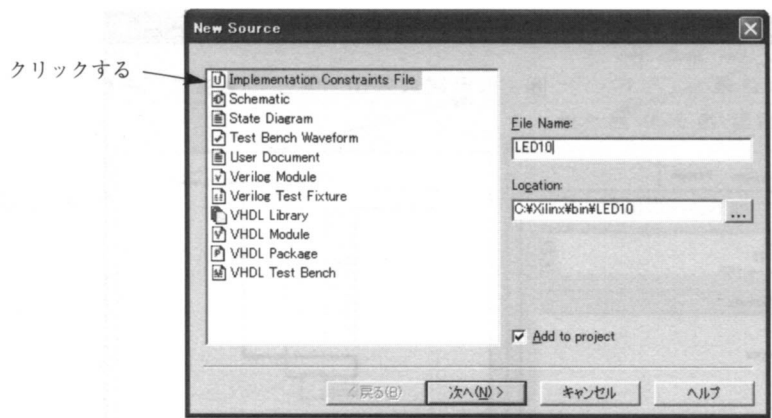 New Source
クリックする
Implementation Constraints File
Schematic
State Diagram
Test Bench Waveform
User Document
Verilog Module
Verilog Test Fixture
VHDL Library
VHDL Module
VHDL Package
VHDL Test Bench
File Name:
LED10
Location:
C:¥Xilinx¥bin¥LED10
...
Add to project
< 戻る(B)
次へ(N) >
キャンセル
ヘルプ